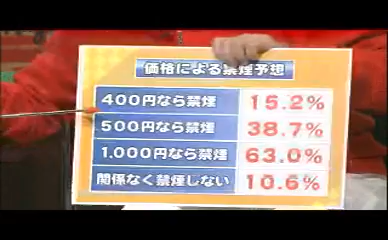 価格による禁煙予想
400円なら禁煙 15.2%
500円なら禁煙 38.7%
1,000円なら禁煙 63.0%
関係なく禁煙しない 10.6%